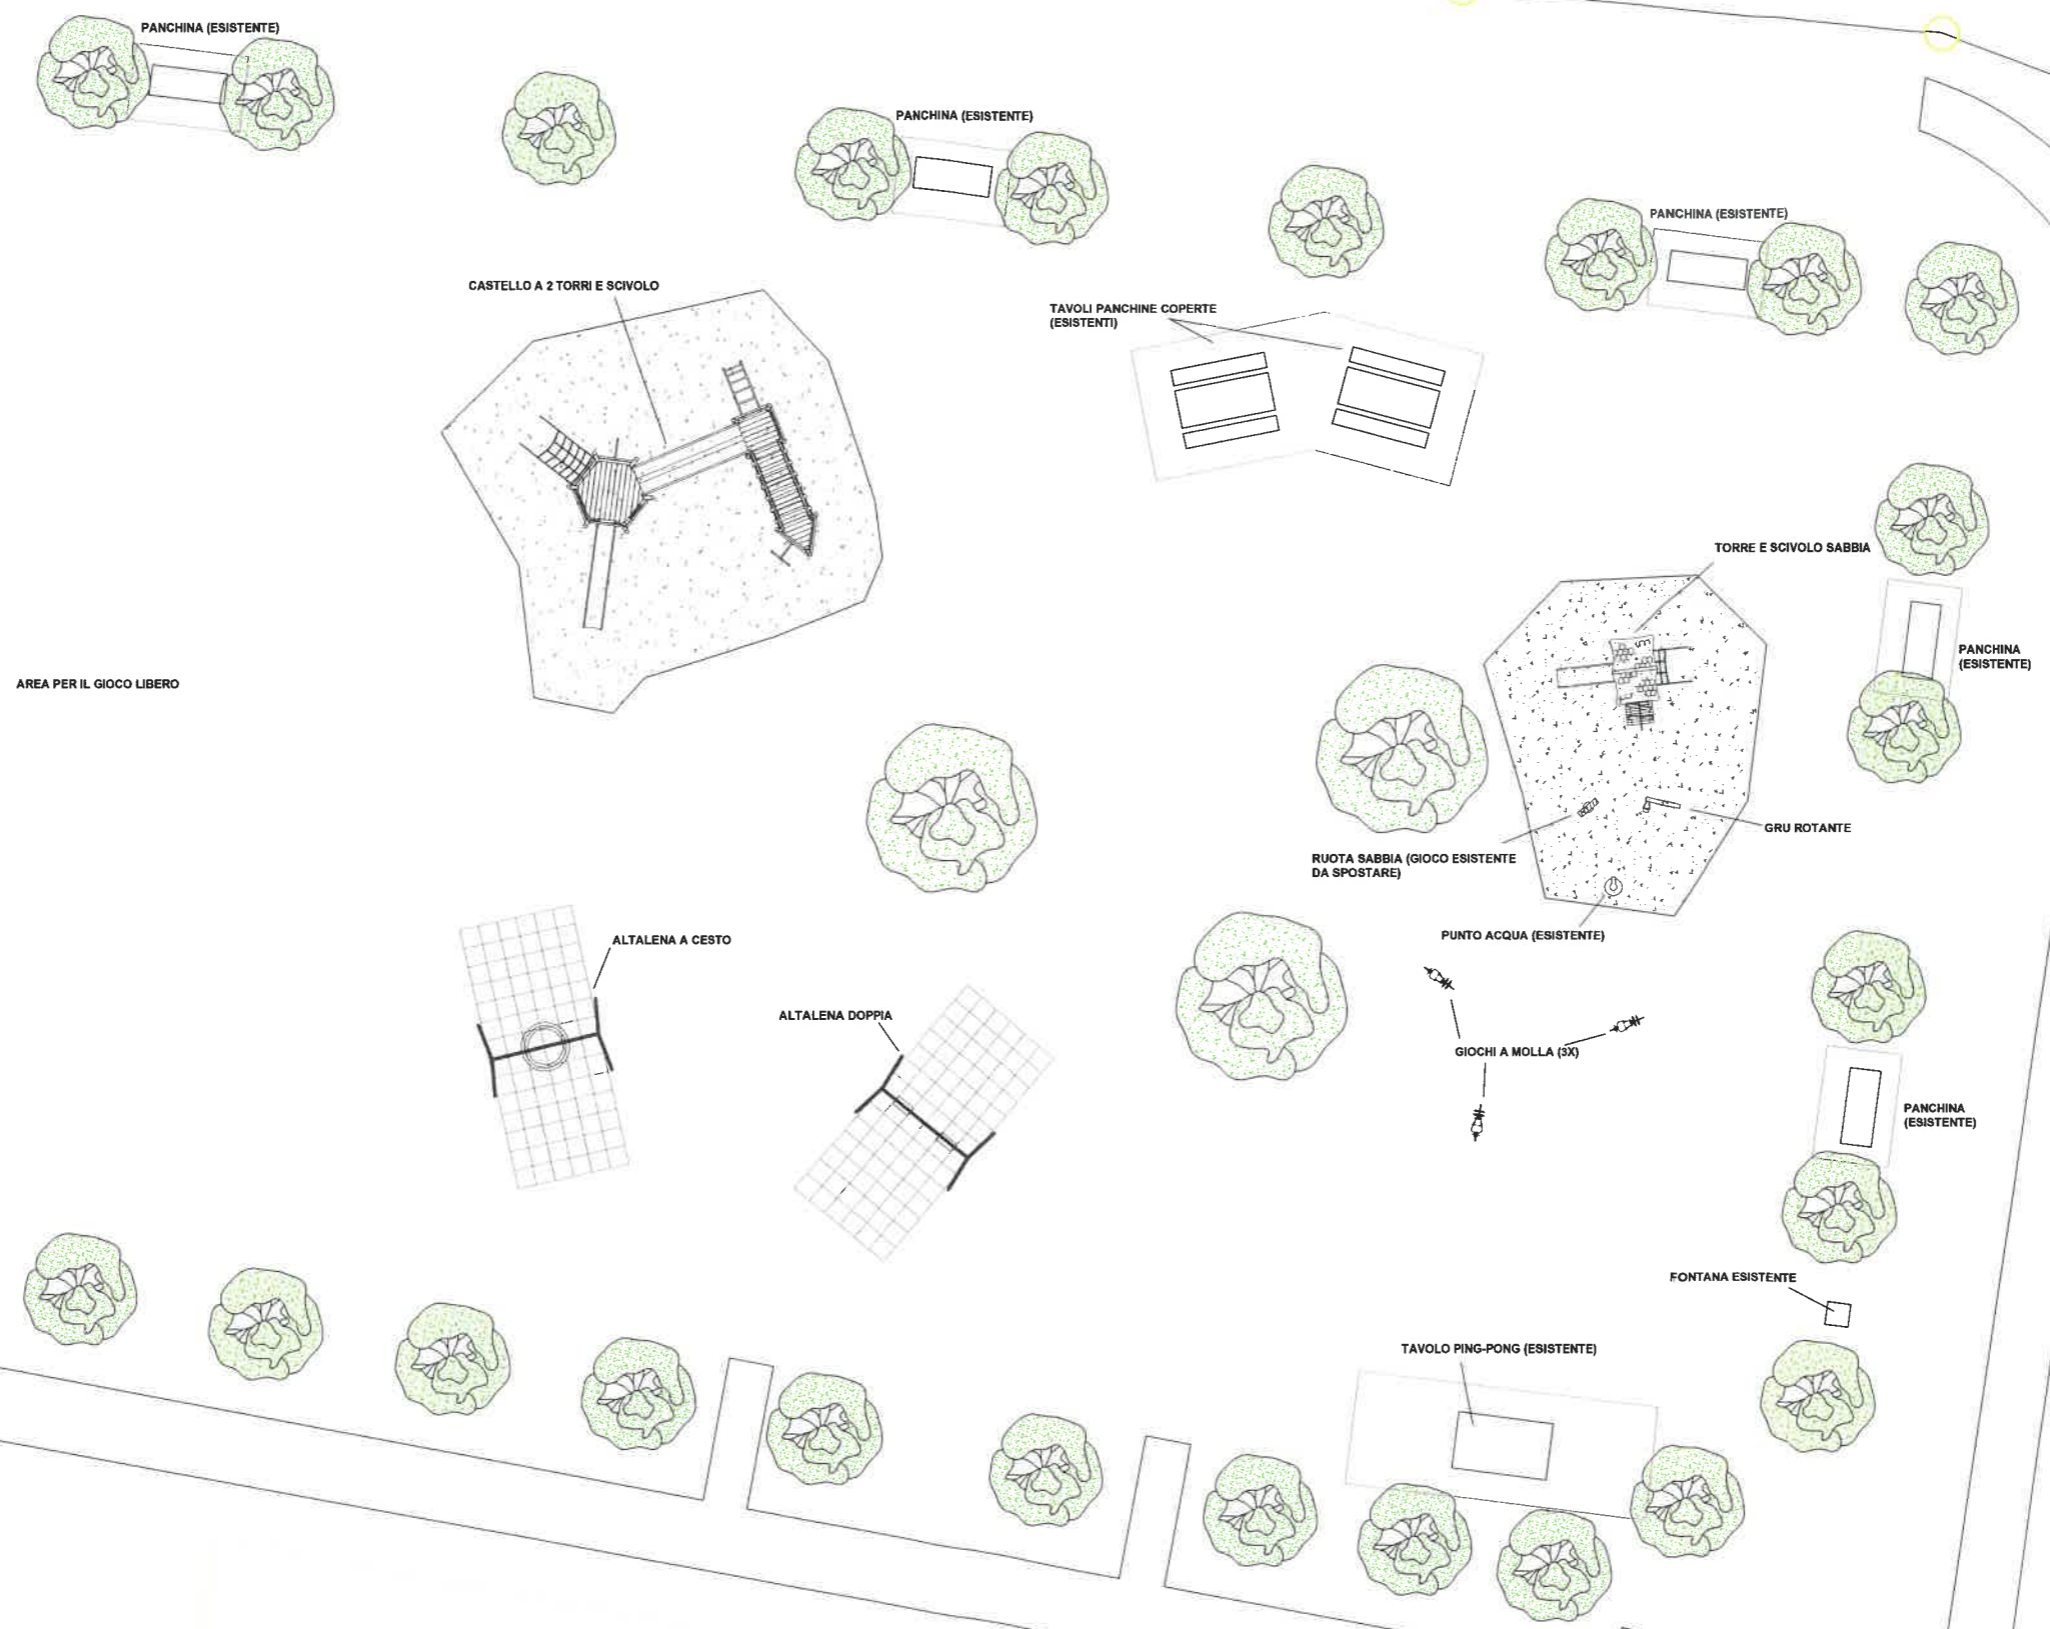 PANCHINA (ESISTENTE)
PANCHINA (ESISTENTE)
PANCHINA (ESISTENTE)
CASTELLO A 2 TORRI E SCIVOLO
TAVOLI PANCHINE COPERTE
(ESISTENTI)
TORRE E SCIVOLO SABBIA
PANCHINA
(ESISTENTE)
AREA PER IL GIOCO LIBERO
GRU ROTANTE
RUOTA SABBIA (GIOCO ESISTENTE
DA SPOSTARE)
PUNTO ACQUA (ESISTENTE)
ALTALENA A CESTO
ALTALENA DOPPIA
GIOCHI A MOLLA (3X)
PANCHINA
(ESISTENTE)
FONTANA ESISTENTE
TAVOLO PING-PONG (ESISTENTE)